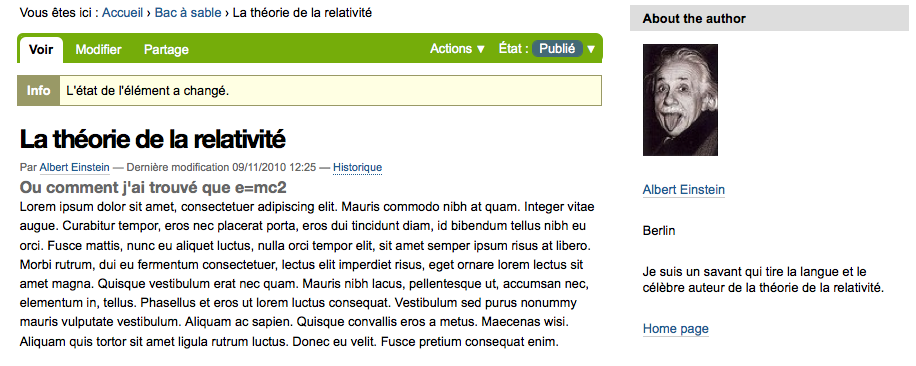 Vous êtes ici : Accueil › Bac à sable › La théorie de la relativité
Voir Modifier Partage Actions ▼ État : Publié ▼
Info L'état de l'élément a changé.
La théorie de la relativité
Par Albert Einstein — Dernière modification 09/11/2010 12:25 — Historique
Ou comment j'ai trouvé que e=mc2
Lorem ipsum dolor sit amet, consectetuer adipiscing elit. Mauris commodo nibh at quam. Integer vitae
augue. Curabitur tempor, eros nec placerat porta, eros dui tincidunt diam, id bibendum tellus nibh eu
orci. Fusce mattis, nunc eu aliquet luctus, nulla orci tempor elit, sit amet semper ipsum risus at libero.
Morbi rutrum, dui eu fermentum consectetuer, lectus elit imperdiet risus, eget ornare lorem lectus sit
amet magna. Quisque vestibulum erat nec quam. Mauris nibh lacus, pellentesque ut, accumsan nec,
elementum in, tellus. Phasellus et eros ut lorem luctus consequat. Vestibulum sed purus nonummy
mauris vulputate vestibulum. Aliquam ac sapien. Quisque convallis eros a metus. Maecenas wisi.
Aliquam quis tortor sit amet ligula rutrum luctus. Donec eu velit. Fusce pretium consequat enim.
About the author
Albert Einstein
Berlin
Je suis un savant qui tire la langue et le
célèbre auteur de la théorie de la relativité.
Home page